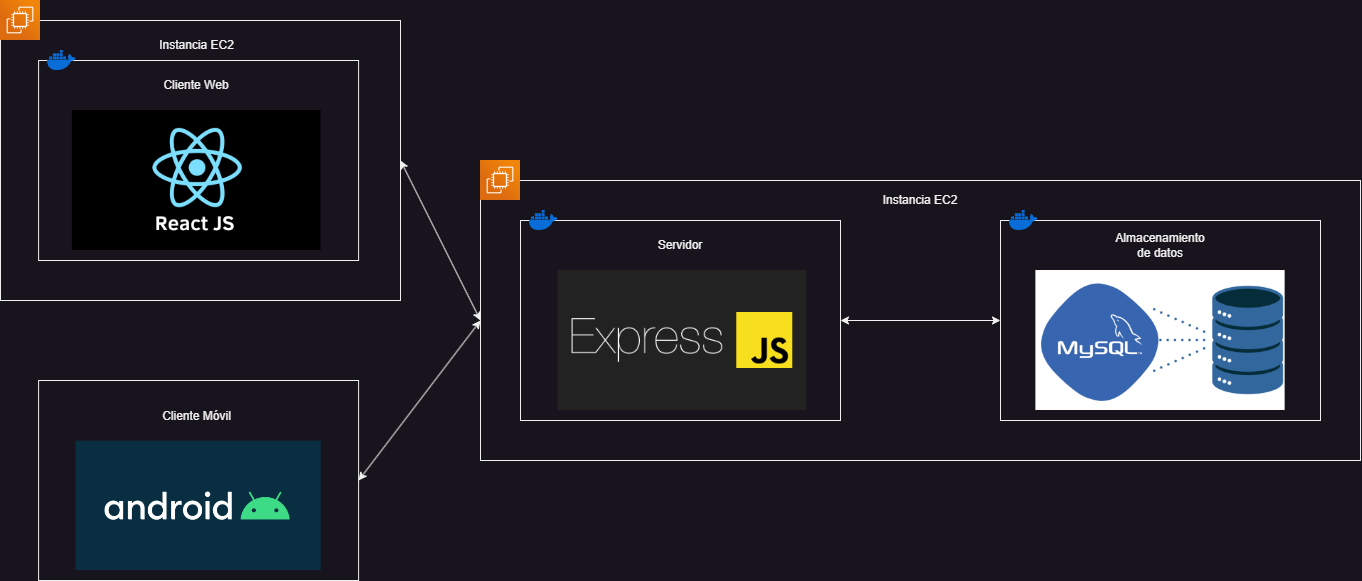 Instancia EC2
Cliente Web
React JS
Instancia EC2
Servidor
Express
JS
Almacenamiento
de datos
MySQL
Cliente Móvil
android